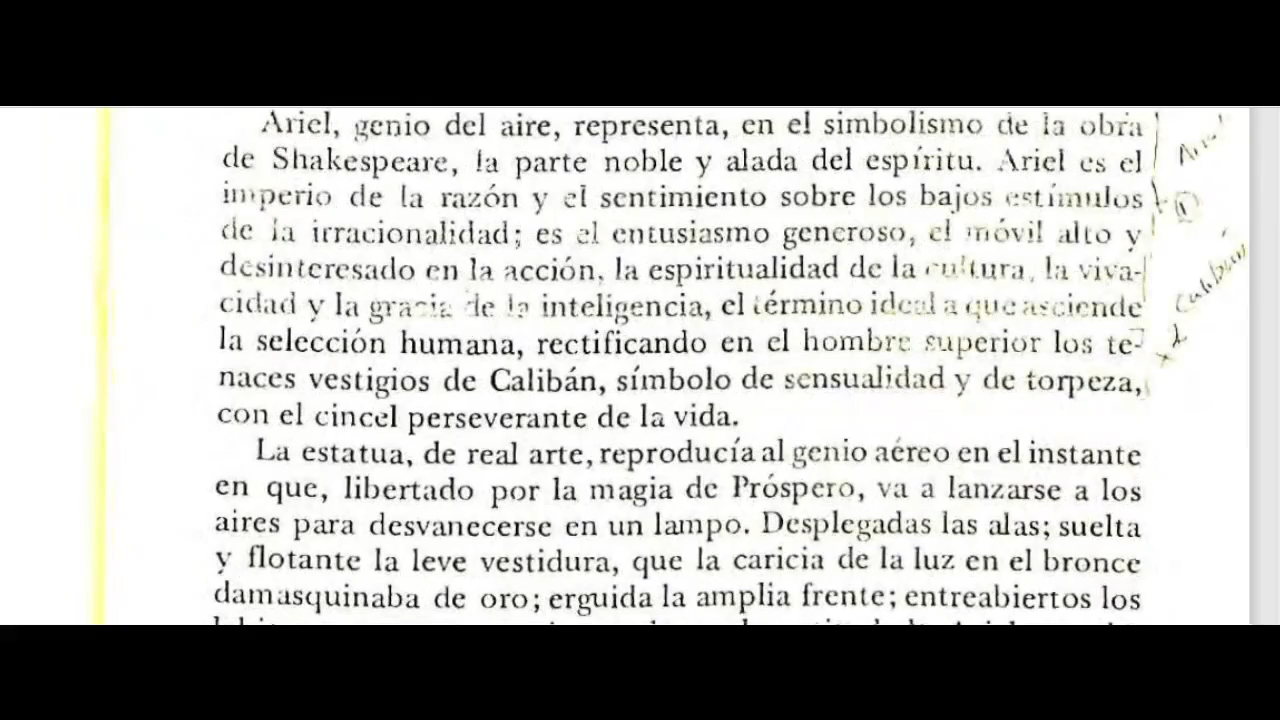 Ariel, genio del aire, representa, en el simbolismo de la obra
de Shakespeare, la parte noble y alada del espíritu. Ariel es el
imperio de la razón y el sentimiento sobre los bajos estímulos
de la irracionalidad; es el entusiasmo generoso, el móvil alto y
desinteresado en la acción, la espiritualidad de la cultura, la viva-
cidad y la gracia de la inteligencia, el término ideal a que asciende
la selección humana, rectificando en el hombre superior los te-
naces vestigios de Calibán, símbolo de sensualidad y de torpeza,
con el cincel perseverante de la vida.
La estatua, de real arte, reproducía al genio aéreo en el instante
en que, libertado por la magia de Próspero, va a lanzarse a los
aires para desvanecerse en un lampo. Desplegadas las alas; suelta
y flotante la leve vestidura, que la caricia de la luz en el bronce
damasquinaba de oro; erguida la amplia frente; entreabiertos los